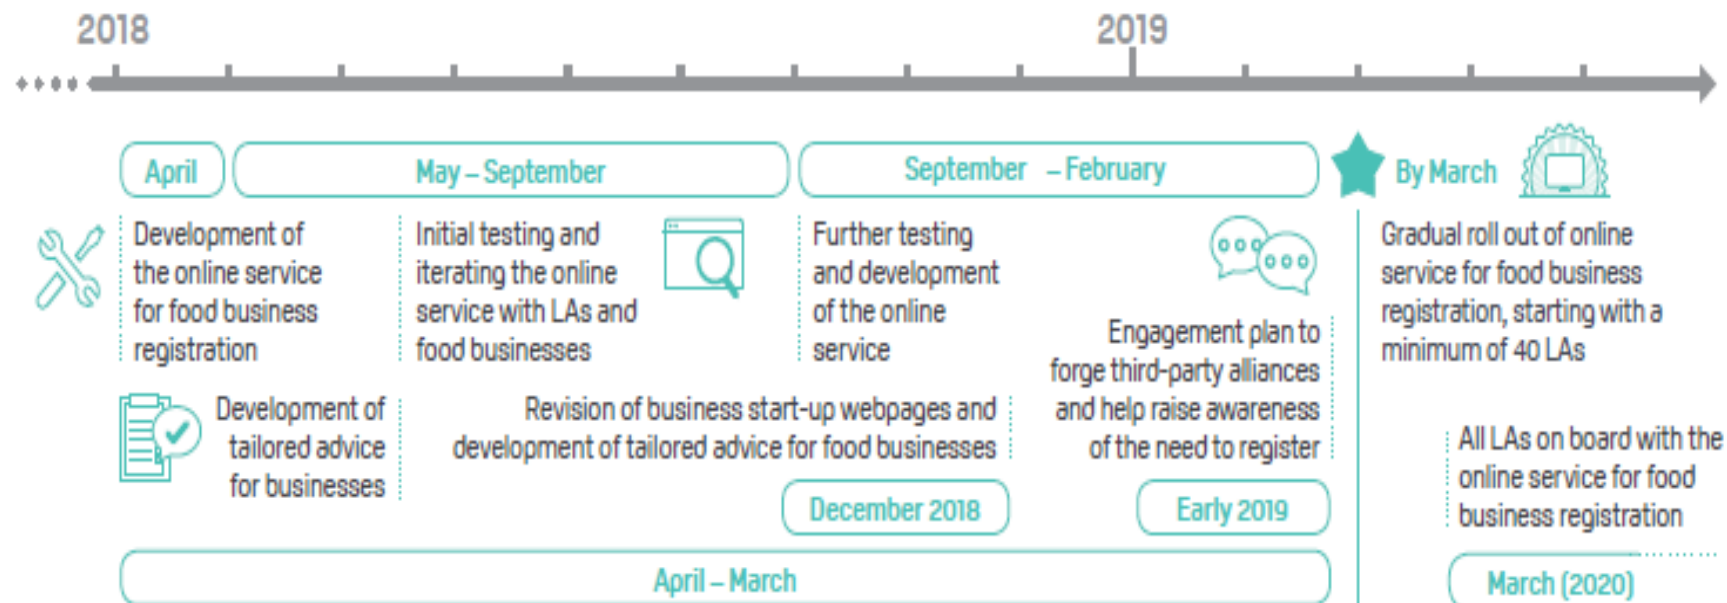 2018
2019
April
May – September
September – February
By March
Development of
the online service
for food business
registration
Initial testing and
iterating the online
service with LAs and
food businesses
Further testing
and development
of the online
service
Engagement plan to
forge third-party alliances
and help raise awareness
of the need to register
Gradual roll out of online
service for food business
registration, starting with a
minimum of 40 LAs
Development of
tailored advice
for businesses
Revision of business start-up webpages and
development of tailored advice for food businesses
All LAs on board with the
online service for food
business registration
December 2018
Early 2019
April – March
March (2020)